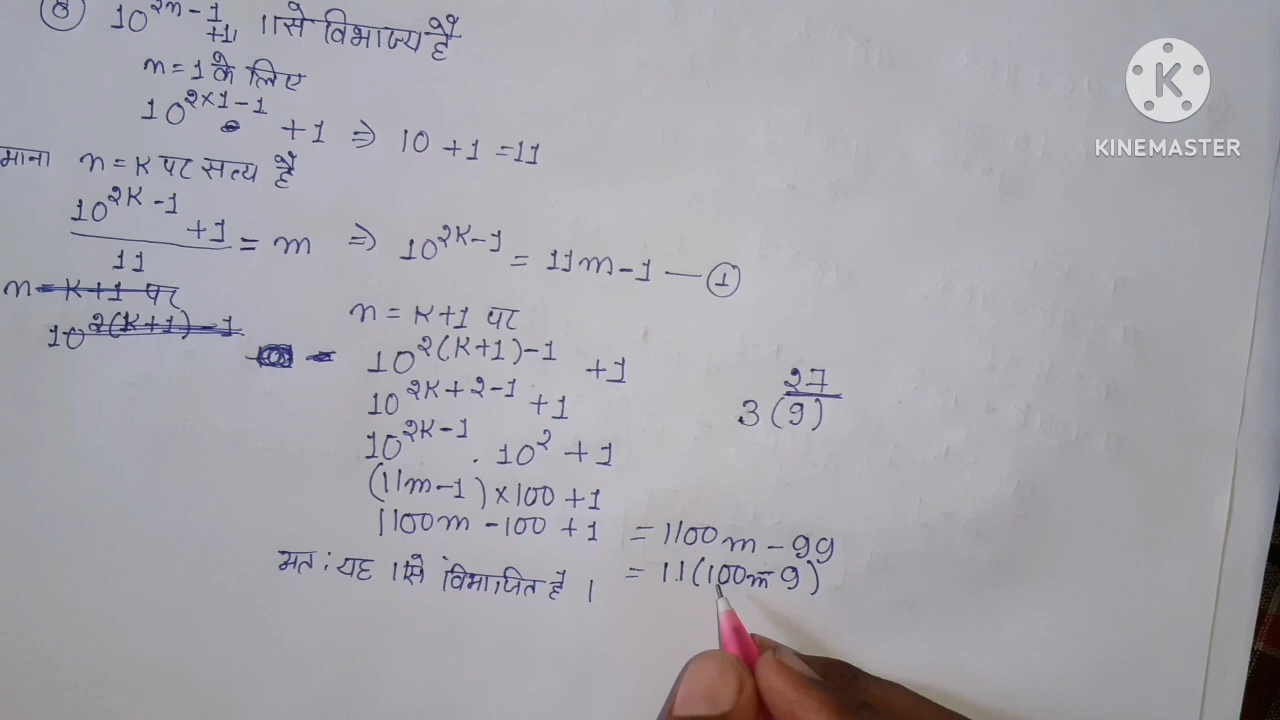 8 10^2n-1 +1, 11से विभाज्य है
n=1 के लिए
10^2×1-1 +1 ⇒ 10+1=11
माना n=K पर सत्य है
10^2K-1 +1 / 11 = m ⇒ 10^2K-1 = 11m-1 — ①
n=K+1 पर
10^2(K+1)-1
n=K+1 पर
10^2(K+1)-1 +1
10^2K+2-1 +1
10^2K-1 . 10^2 +1
(11m-1)×100+1
1100m-100+1 = 1100m-99
= 11(100m-9)
अत: यह 11से विभाजित है ।
27
3(9)
K
KINEMASTER